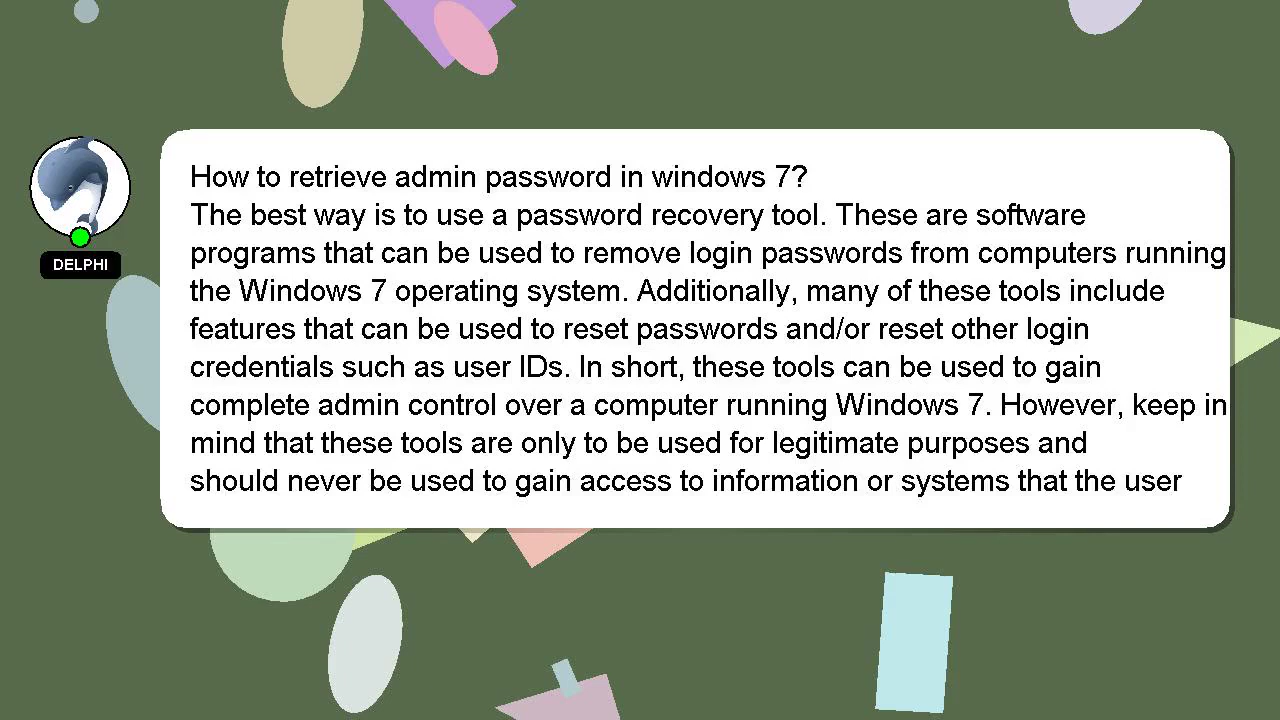 DELPHI
How to retrieve admin password in windows 7?
The best way is to use a password recovery tool. These are software
programs that can be used to remove login passwords from computers running
the Windows 7 operating system. Additionally, many of these tools include
features that can be used to reset passwords and/or reset other login
credentials such as user IDs. In short, these tools can be used to gain
complete admin control over a computer running Windows 7. However, keep in
mind that these tools are only to be used for legitimate purposes and
should never be used to gain access to information or systems that the user